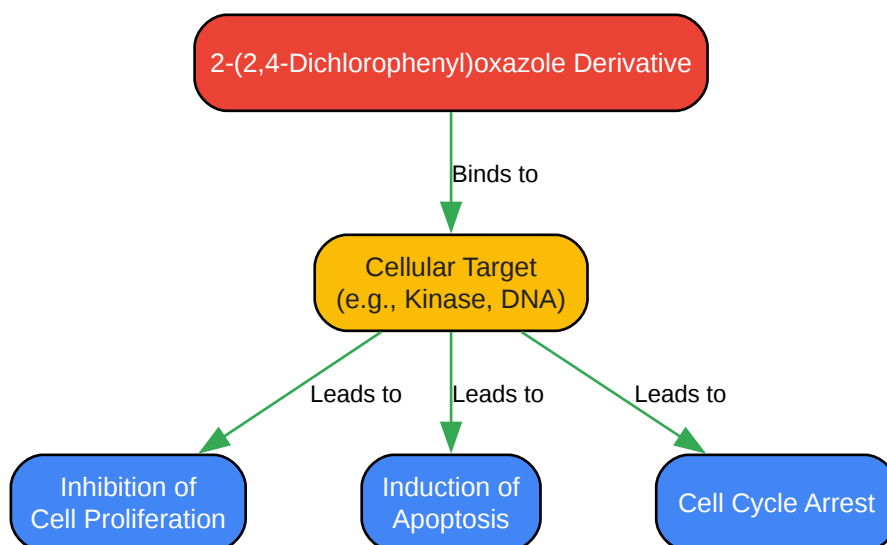 2-(2,4-Dichlorophenyl)oxazole Derivative
Binds to
Cellular Target
(e.g., Kinase, DNA)
Leads to
Leads to
Leads to
Inhibition of
Cell Proliferation
Induction of
Apoptosis
Cell Cycle Arrest